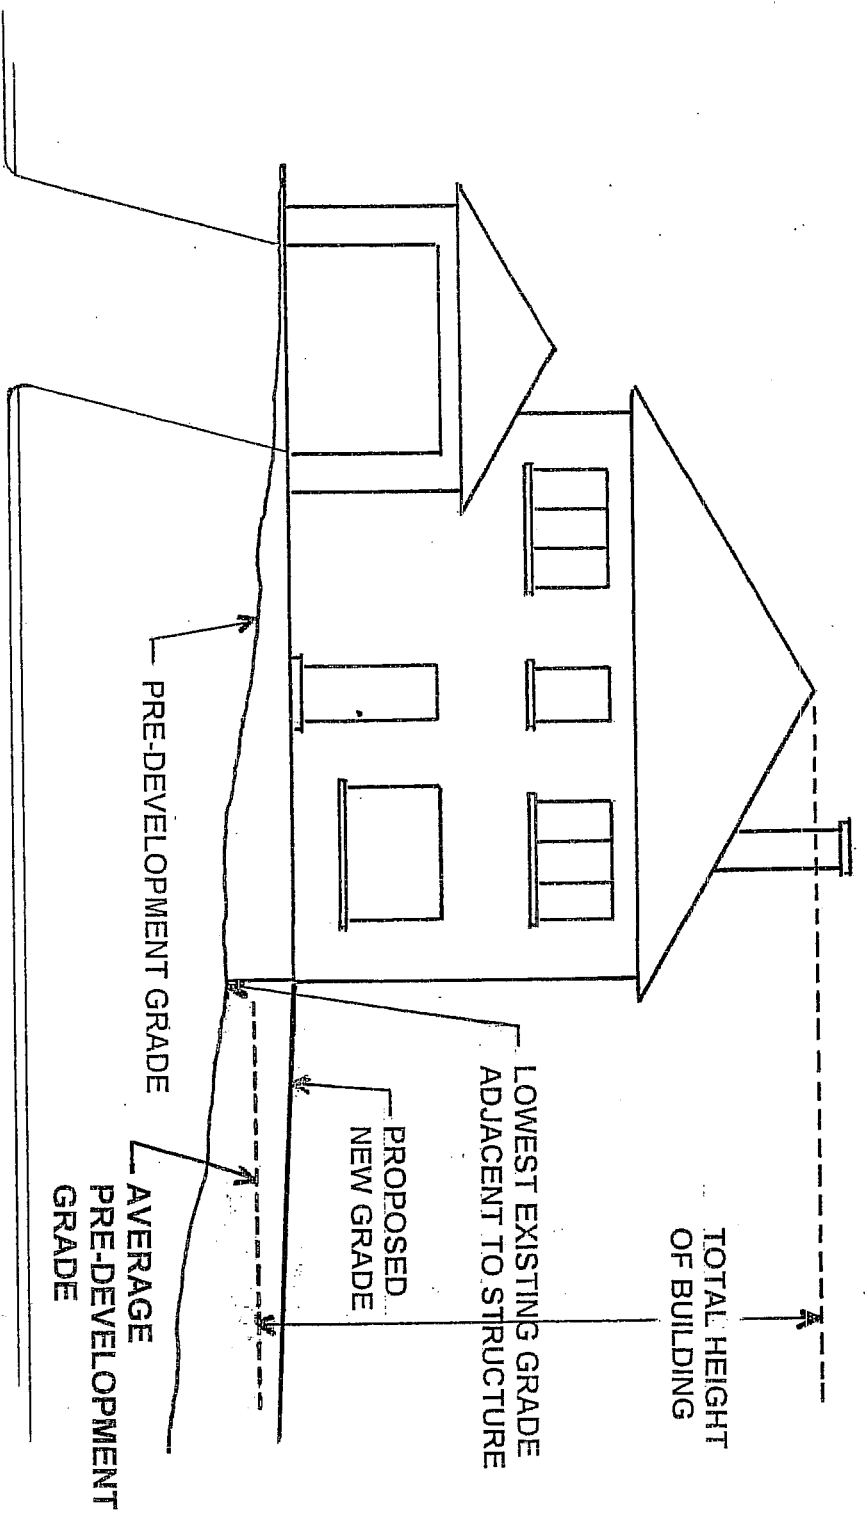 TOTAL HEIGHT
OF BUILDING
LOWEST EXISTING GRADE
ADJACENT TO STRUCTURE
PROPOSED
NEW GRADE
PRE-DEVELOPMENT GRADE
AVERAGE
PRE-DEVELOPMENT
GRADE